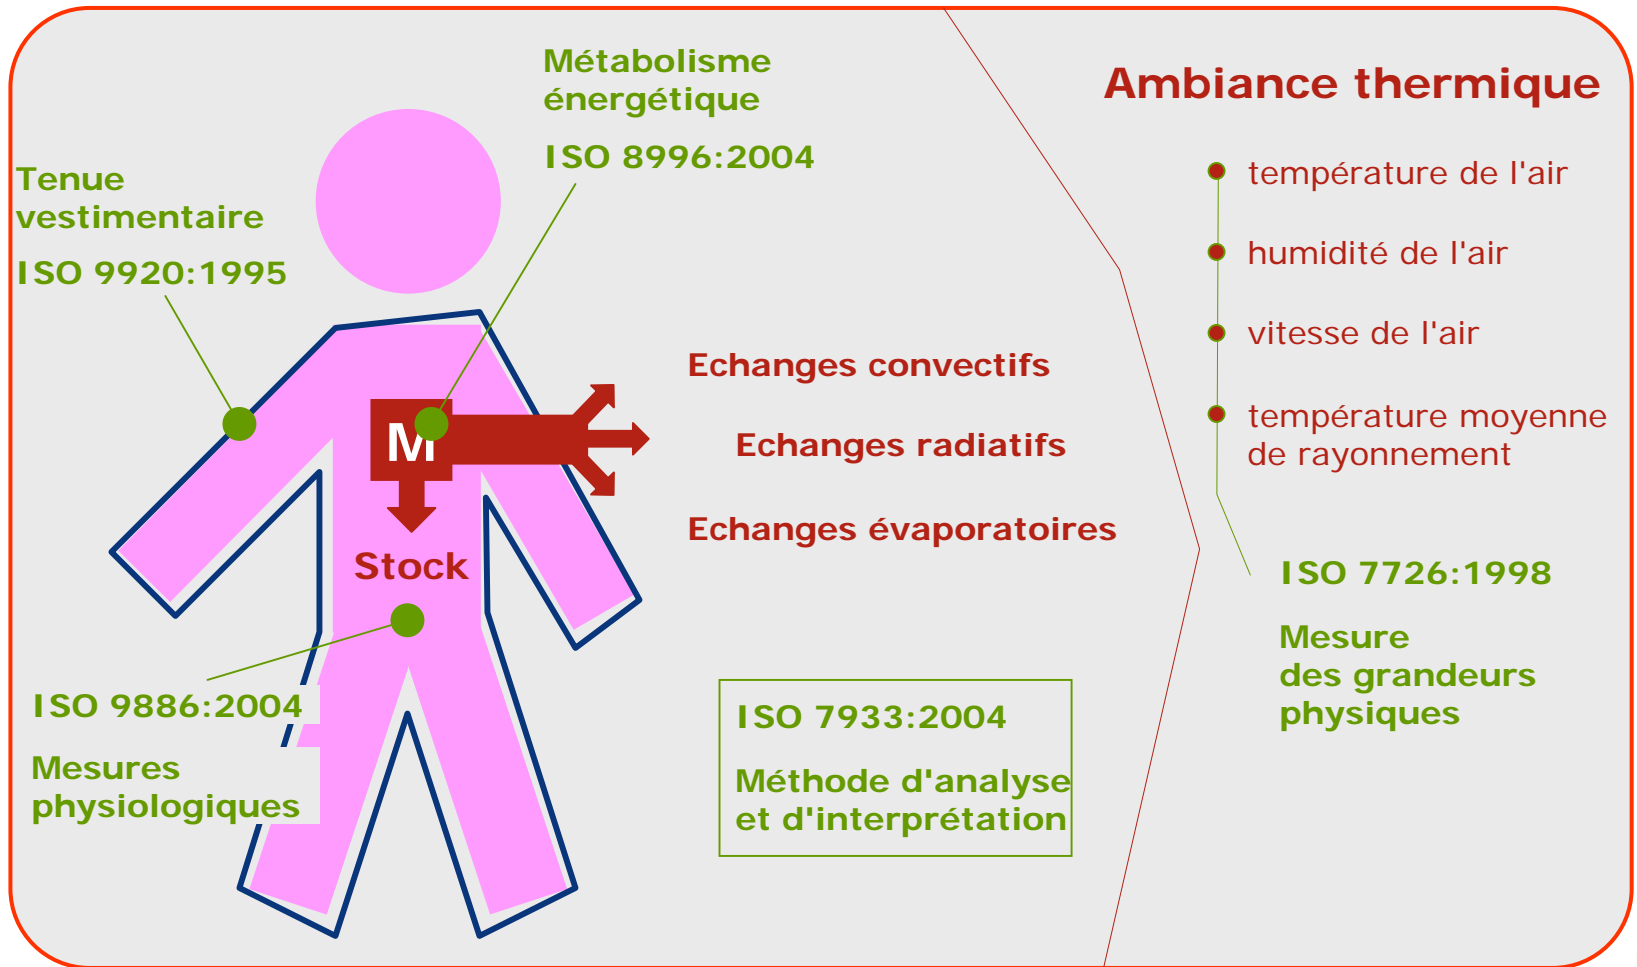 Métabolisme
énergétique
ISO 8996:2004
Tenue
vestimentaire
ISO 9920:1995
M
Stock
Echanges convectifs
Echanges radiatifs
Echanges évaporatoires
ISO 9886:2004
Mesures
physiologiques
ISO 7933:2004
Méthode d'analyse
et d'interprétation
Ambiance thermique
température de l'air
humidité de l'air
vitesse de l'air
température moyenne
de rayonnement
ISO 7726:1998
Mesure
des grandeurs
physiques